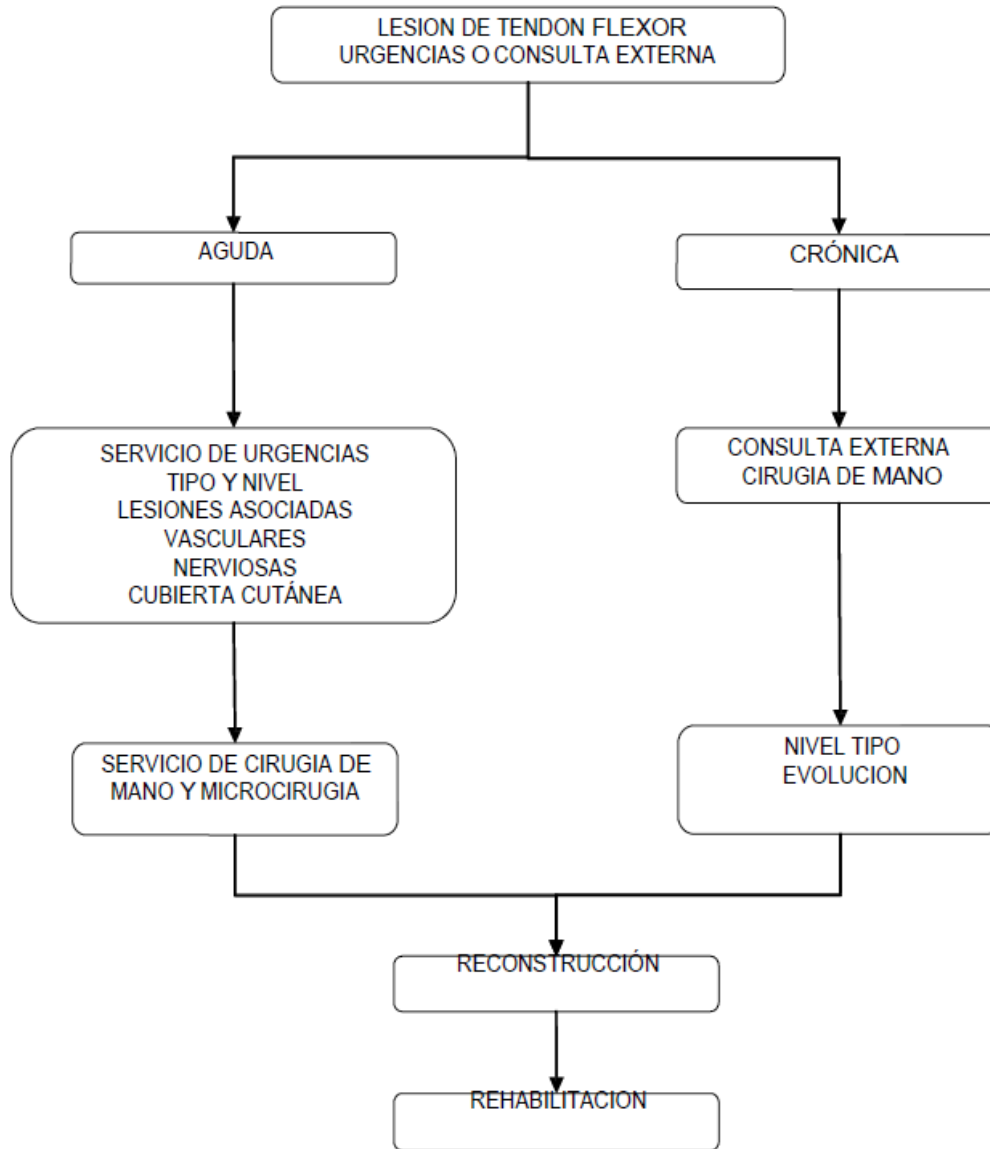 LESION DE TENDON FLEXOR
URGENCIAS O CONSULTA EXTERNA
AGUDA
CRÓNICA
SERVICIO DE URGENCIAS
TIPO Y NIVEL
LESIONES ASOCIADAS
VASCULARES
NERVIOSAS
CUBIERTA CUTÁNEA
CONSULTA EXTERNA
CIRUGIA DE MANO
SERVICIO DE CIRUGIA DE
MANO Y MICROCIRUGIA
NIVEL TIPO
EVOLUCION
RECONSTRUCCIÓN
REHABILITACION